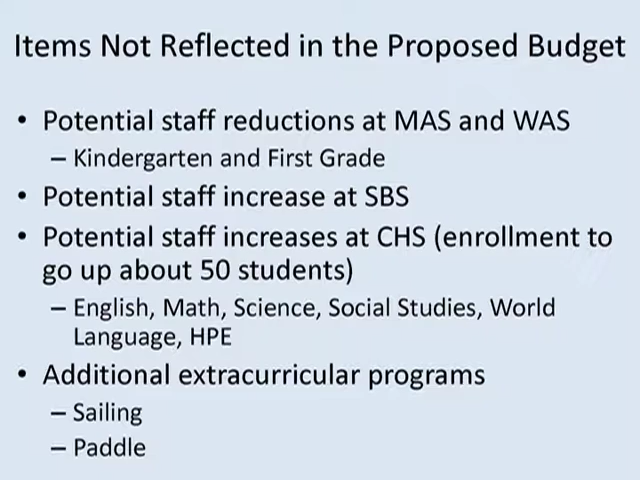 Items Not Reflected in the Proposed Budget
• Potential staff reductions at MAS and WAS
– Kindergarten and First Grade
• Potential staff increase at SBS
• Potential staff increases at CHS (enrollment to
go up about 50 students)
– English, Math, Science, Social Studies, World
Language, HPE
• Additional extracurricular programs
– Sailing
– Paddle